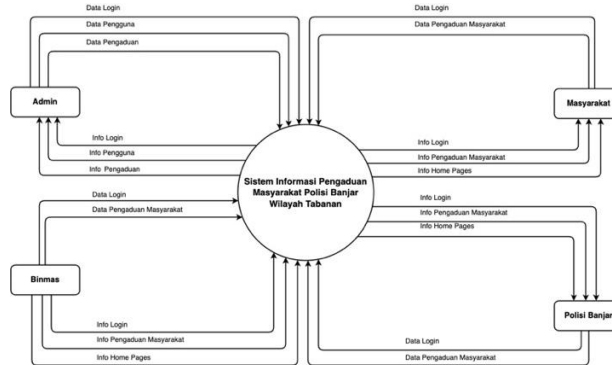 Data Login
Data Pengguna
Data Pengaduan
Admin
Info Login
Info Pengguna
Info Pengaduan
Data Login
Data Pengaduan Masyarakat
Masyarakat
Info Login
Info Pengaduan Masyarakat
Info Home Pages
Sistem Informasi Pengaduan
Masyarakat Polisi Banjar
Wilayah Tabanan
Data Login
Data Pengaduan Masyarakat
Binmas
Info Login
Info Pengaduan Masyarakat
Info Home Pages
Info Login
Info Pengaduan Masyarakat
Info Home Pages
Polisi Banjar
Data Login
Data Pengaduan Masyarakat